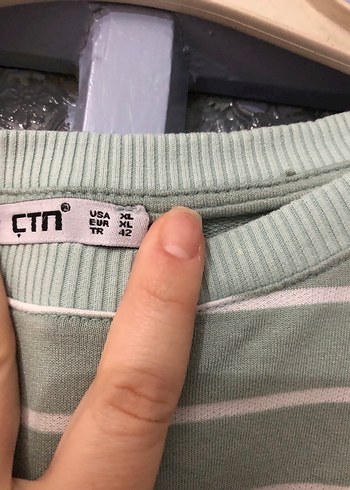 ÇTN®
USA XL
EUR XL
TR 42